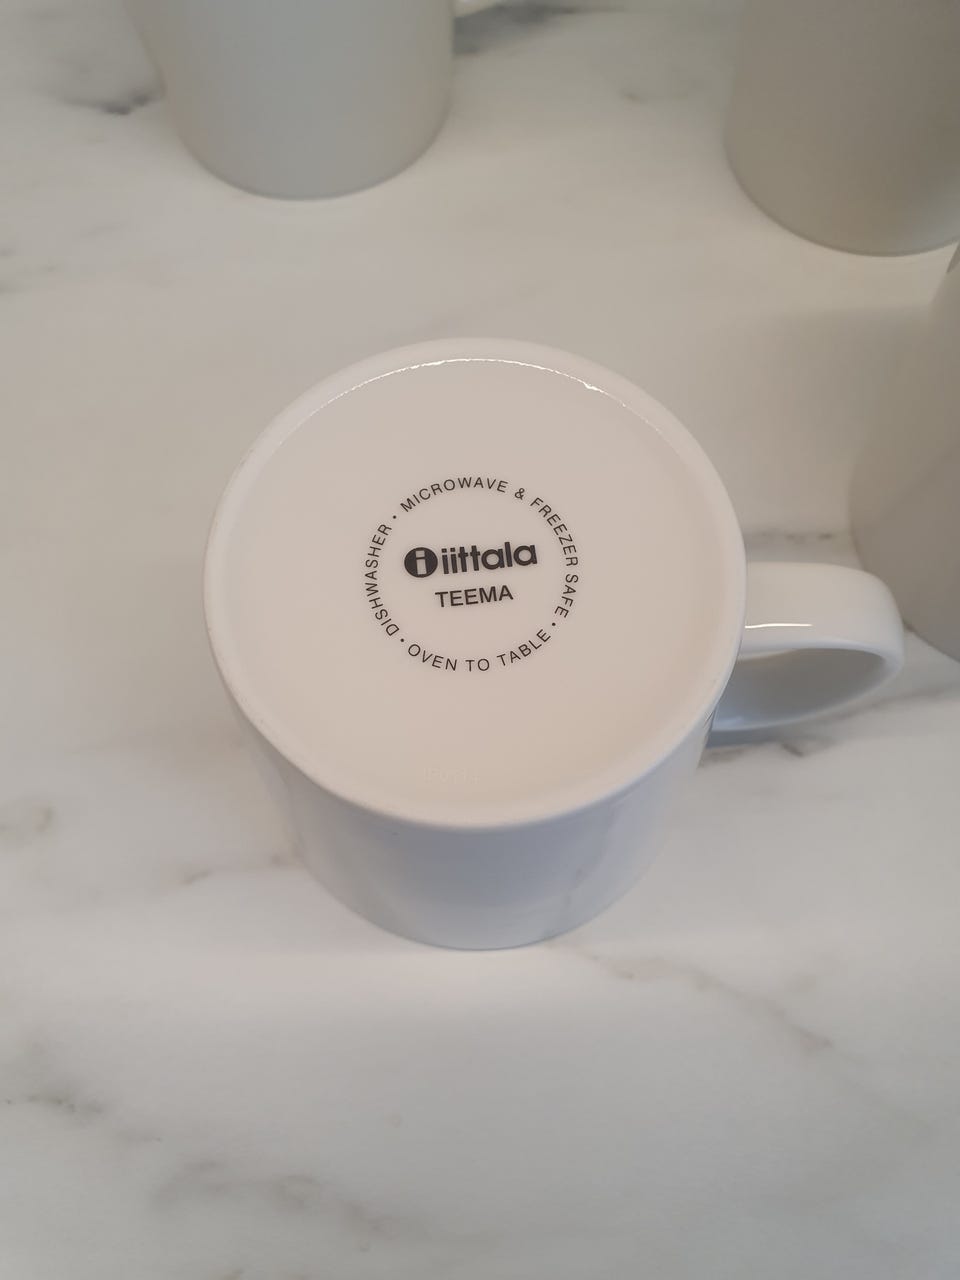 DISHWASHER • MICROWAVE & FREEZER SAFE • OVEN TO TABLE •
i iittala
TEEMA